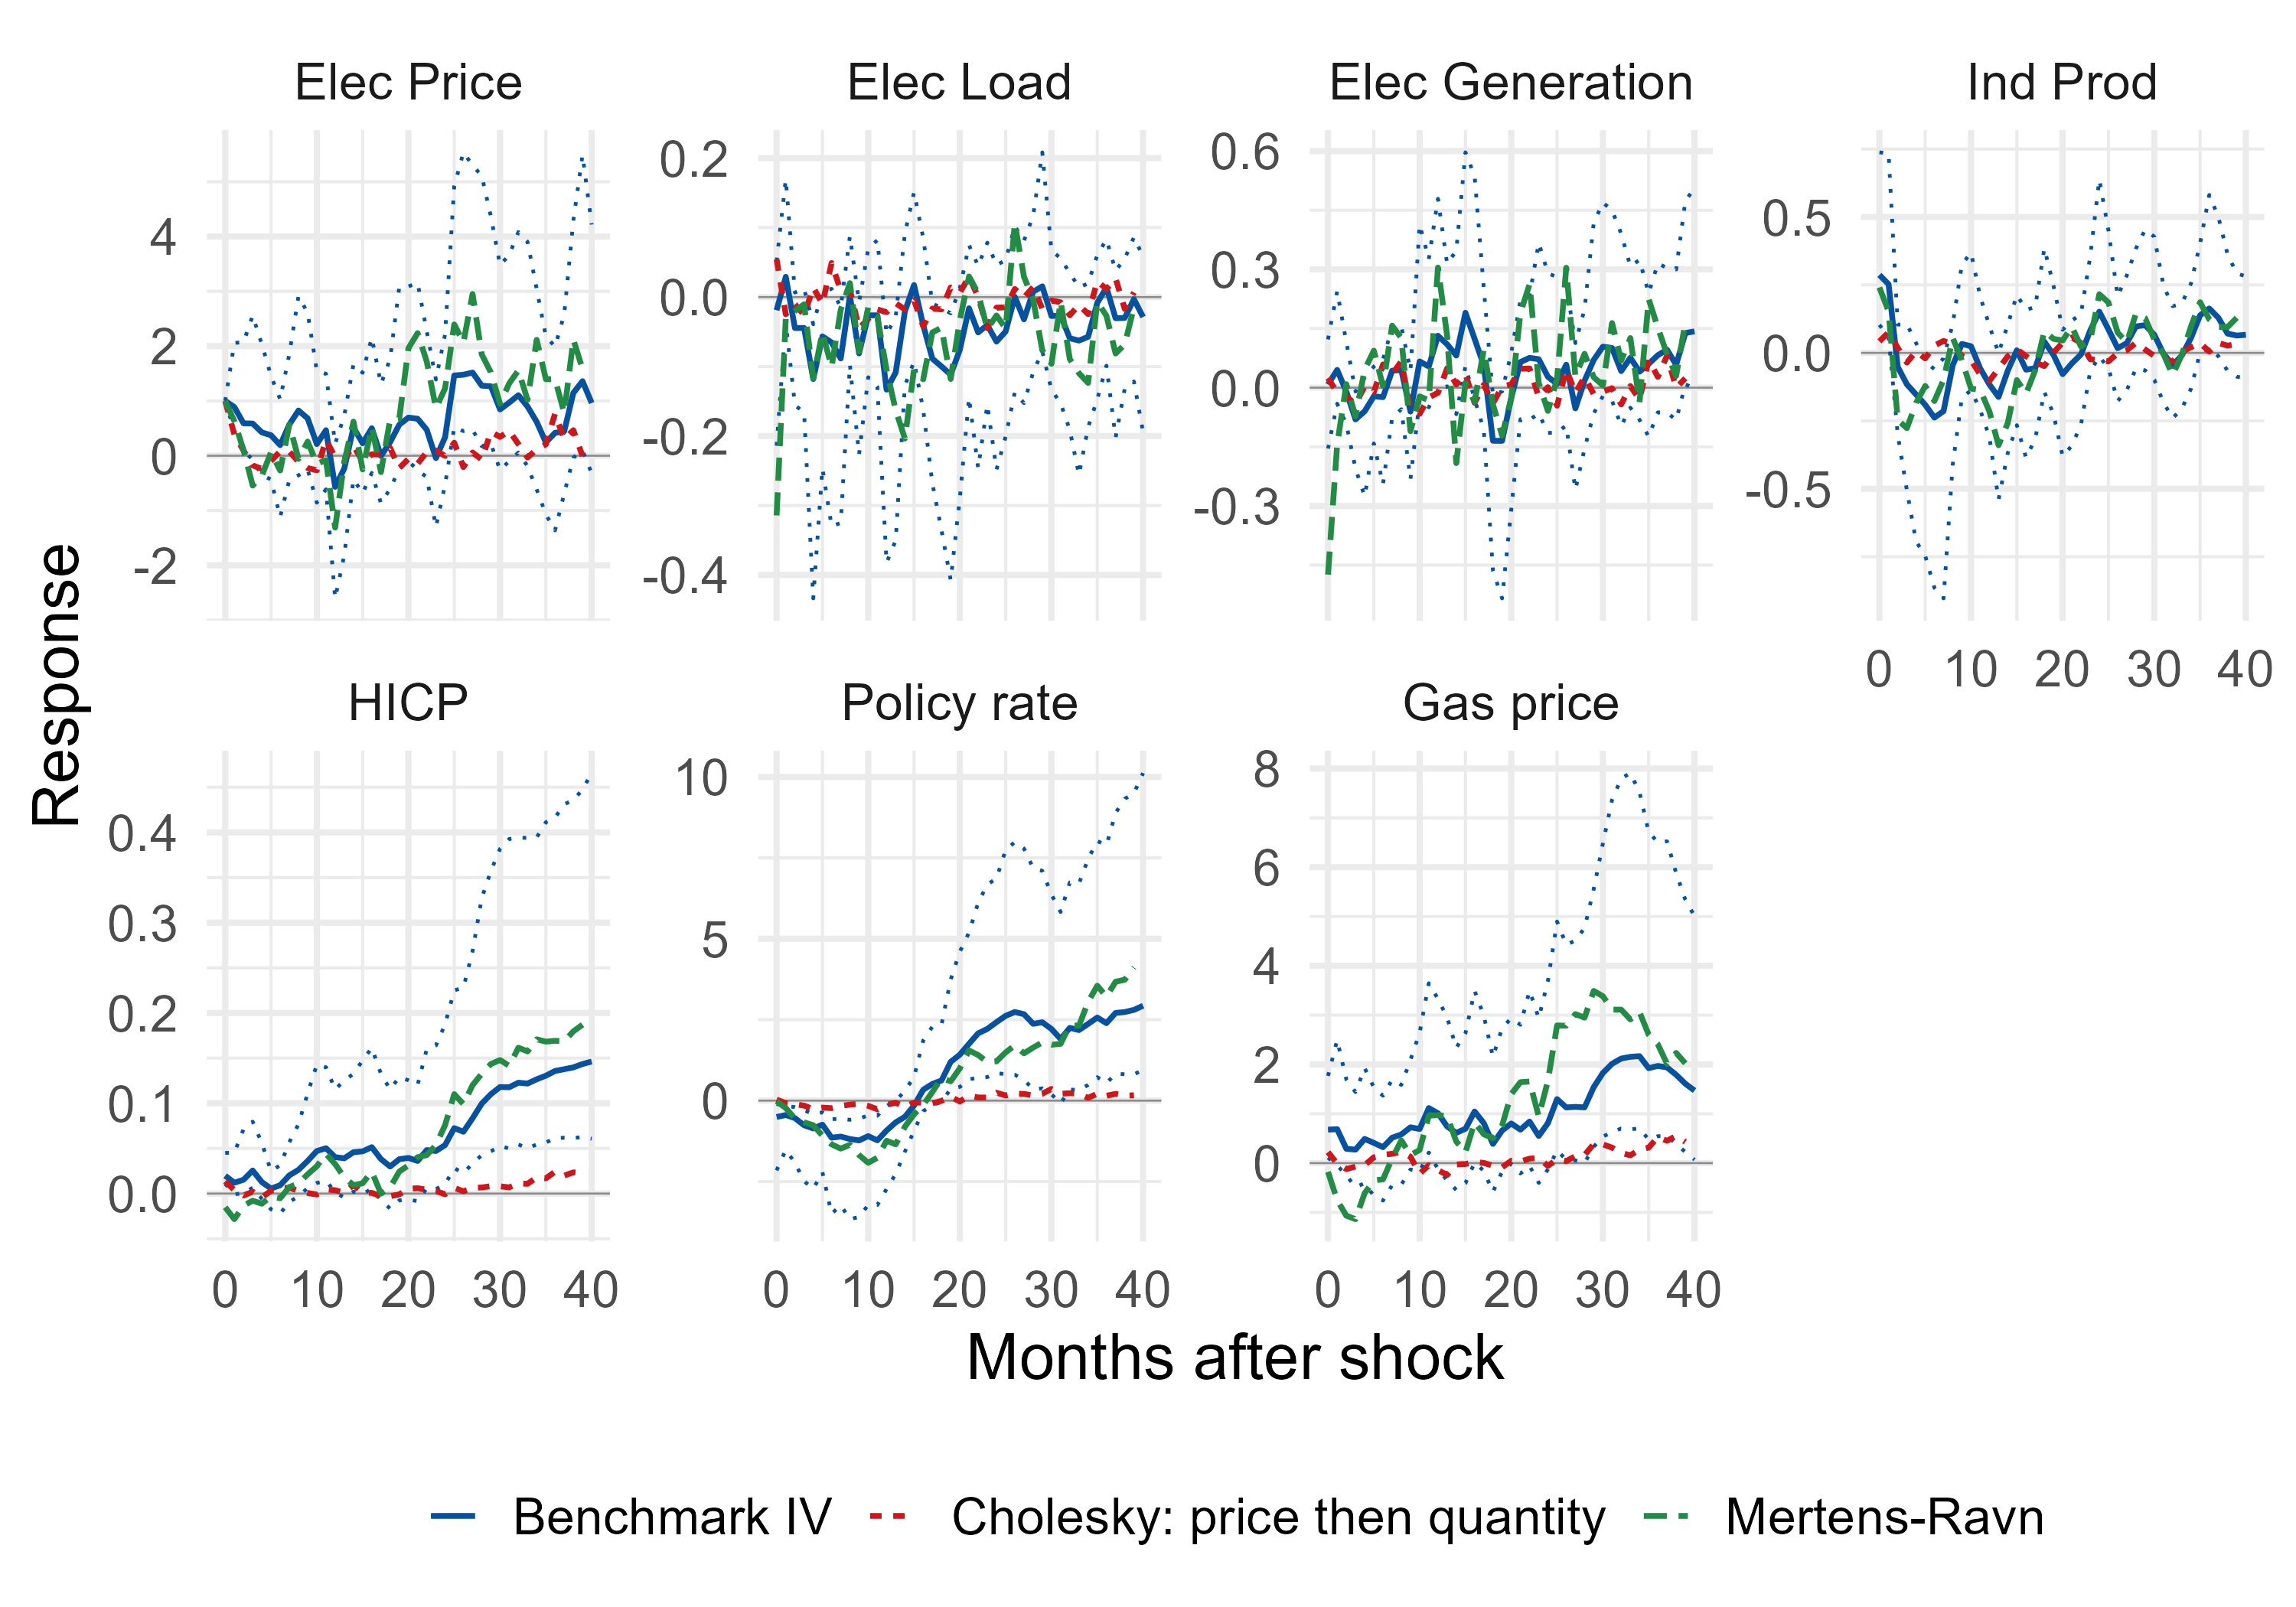 Elec Price
Elec Load
Elec Generation
Ind Prod
4
2
0
-2
0.2
0.0
-0.2
-0.4
0.6
0.3
0.0
-0.3
0.5
0.0
-0.5
0 10 20 30 40
HICP
Policy rate
Gas price
0.4
0.3
0.2
0.1
0.0
10
5
0
8
6
4
2
0
0 10 20 30 40
0 10 20 30 40
0 10 20 30 40
Response
Months after shock
Benchmark IV Cholesky: price then quantity Mertens-Ravn